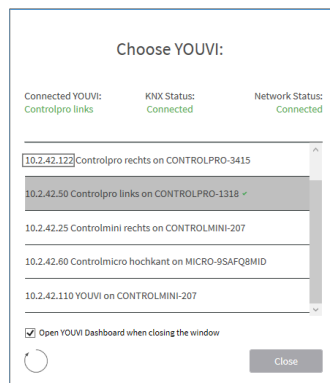 Choose YOUVI:
Connected YOUVI: KNX Status: Network Status:
Controlpro links Connected Connected
10.2.42.122 Controlpro rechts on CONTROLPRO-3415
10.2.42.50 Controlpro links on CONTROLPRO-1318 ✓
10.2.42.25 Controlmini rechts on CONTROLMINI-207
10.2.42.60 Controlmicro hochkant on MICRO-9SAFQ8MID
10.2.42.110 YOUVI on CONTROLMINI-207
Open YOUVI Dashboard when closing the window
Close